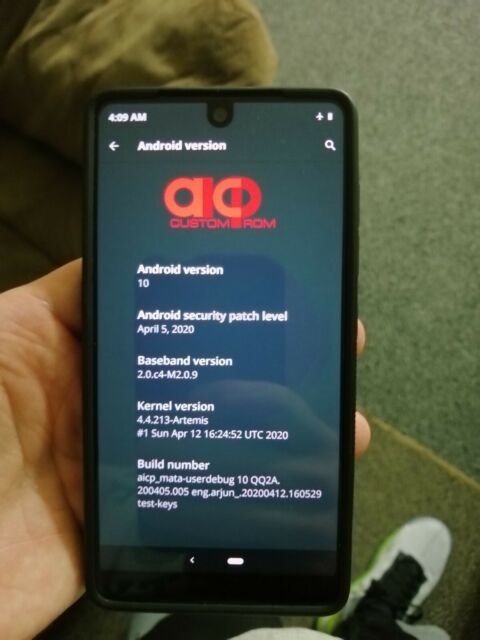 4:09 AM
Android version
aicp
CUSTOM ROM
Android version
10
Android security patch level
April 5, 2020
Baseband version
2.0.c4-M2.0.9
Kernel version
4.4.213-Artemis
#1 Sun Apr 12 16:24:52 UTC 2020
Build number
aicp_mata-userdebug 10 QQ2A.
200405.005 eng.arjun_.20200412.160529
test-keys